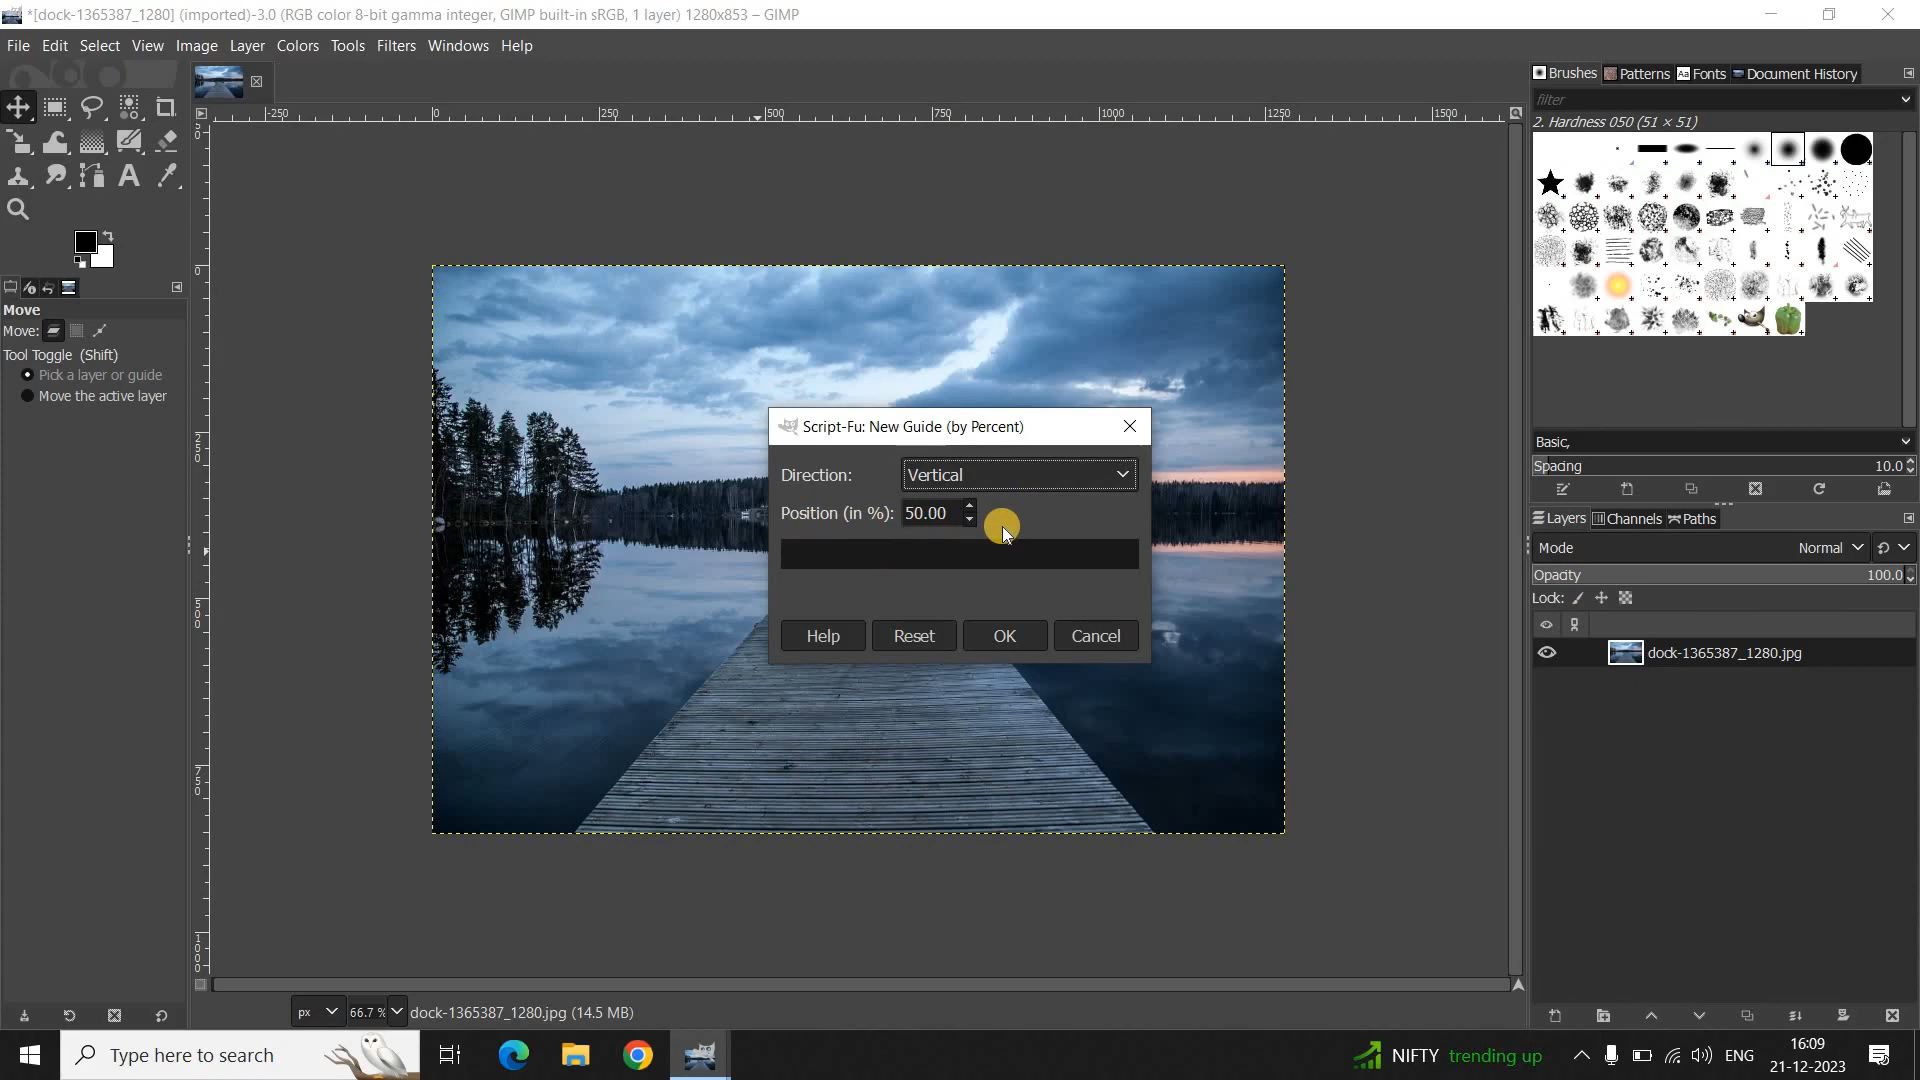 *[dock-1365387_1280] (imported)-3.0 (RGB color 8-bit gamma integer, GIMP built-in sRGB, 1 layer) 1280x853 – GIMP
File Edit Select View Image Layer Colors Tools Filters Windows Help
Brushes Patterns Aa Fonts Document History
filter
2. Hardness 050 (51 × 51)
-250 0 250 500 750 1000 1250 1500
0
250
500
750
1000
Move
Move:
Tool Toggle (Shift)
Pick a layer or guide
Move the active layer
Script-Fu: New Guide (by Percent)
Direction: Vertical
Position (in %): 50.00
Help Reset OK Cancel
Basic,
Spacing 10.0
Layers Channels Paths
Mode Normal
Opacity 100.0
Lock:
dock-1365387_1280.jpg
px 66.7 % dock-1365387_1280.jpg (14.5 MB)
Type here to search
NIFTY trending up
ENG
16:09
21-12-2023